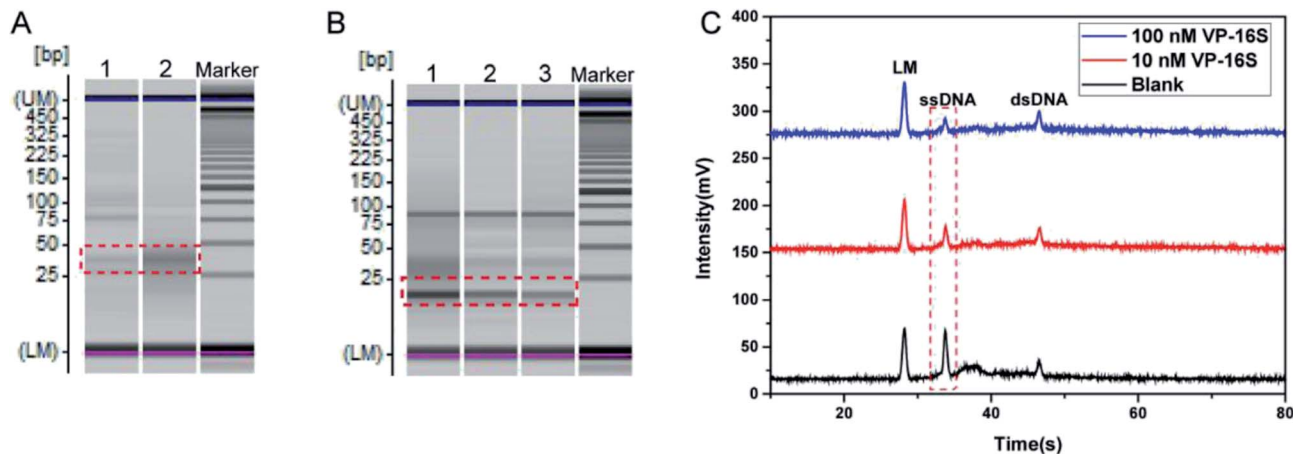 A
[bp]
1 2 Marker
(UM)
450
325
225
150
100
75
50
25
(LM)
B
[bp]
1 2 3 Marker
(UM)
450
325
225
150
100
75
50
25
(LM)
C
400
350
300
250
200
150
100
50
0
Intensity(mV)
LM
ssDNA
dsDNA
100 nM VP-16S
10 nM VP-16S
Blank
20 40 60 80
Time(s)